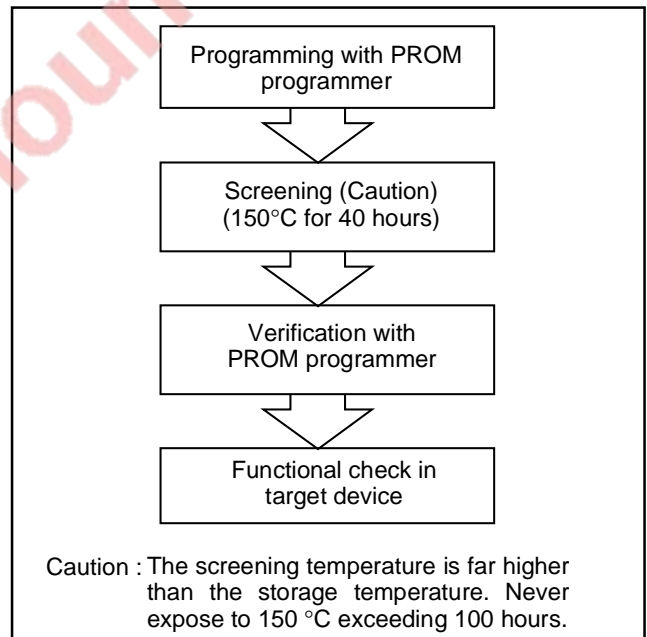 Programming with PROM
programmer
Screening (Caution)
(150°C for 40 hours)
Verification with
PROM programmer
Functional check in
target device
Caution : The screening temperature is far higher
than the storage temperature. Never
expose to 150 °C exceeding 100 hours.